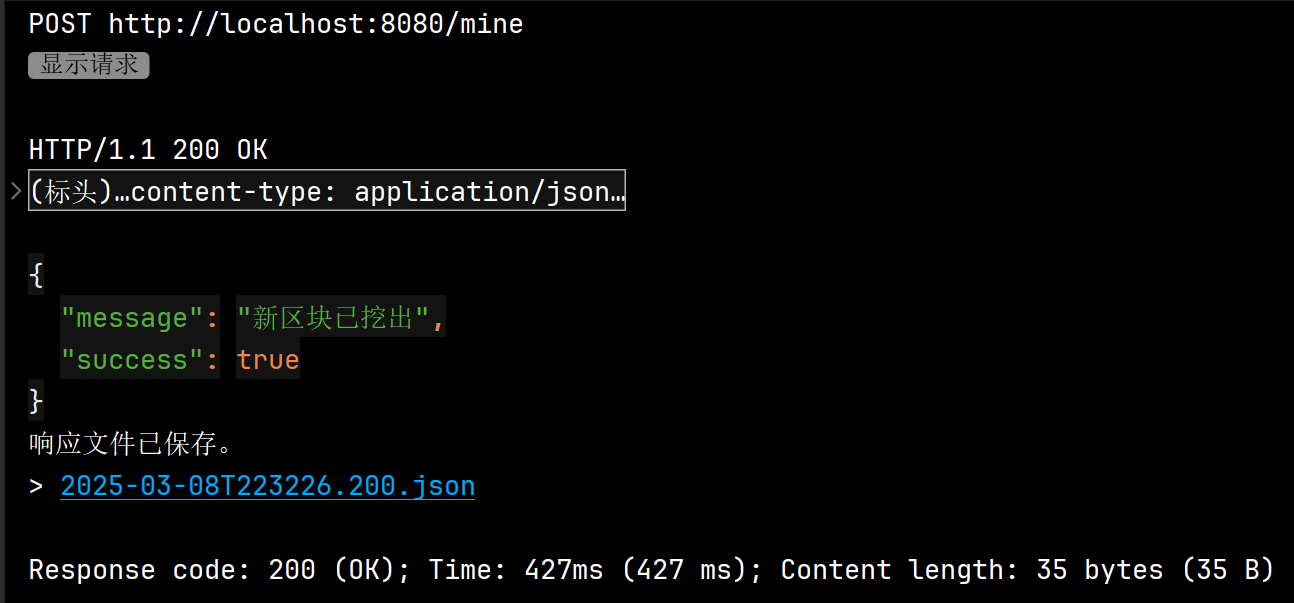 POST http://localhost:8080/mine
显示请求
HTTP/1.1 200 OK
(标头)…content-type: application/json…
{
"message": "新区块已挖出",
"success": true
}
响应文件已保存。
> 2025-03-08T223226.200.json
Response code: 200 (OK); Time: 427ms (427 ms); Content length: 35 bytes (35 B)